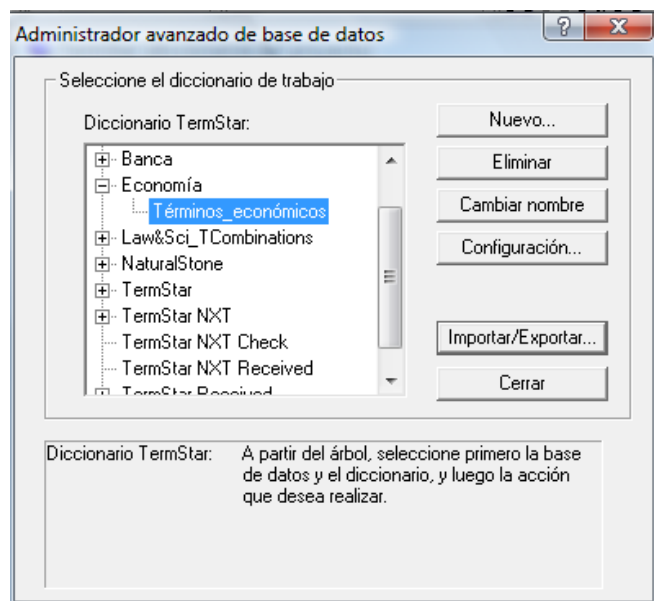 Administrador avanzado de base de datos
Seleccione el diccionario de trabajo
Diccionario TermStar:
Banca
Economía
Términos_económicos
Law&Sci_TCombinations
NaturalStone
TermStar
TermStar NXT
TermStar NXT Check
TermStar NXT Received
TermStar Received
Nuevo...
Eliminar
Cambiar nombre
Configuración...
Importar/Exportar...
Cerrar
Diccionario TermStar: A partir del árbol, seleccione primero la base
de datos y el diccionario, y luego la acción
que desea realizar.